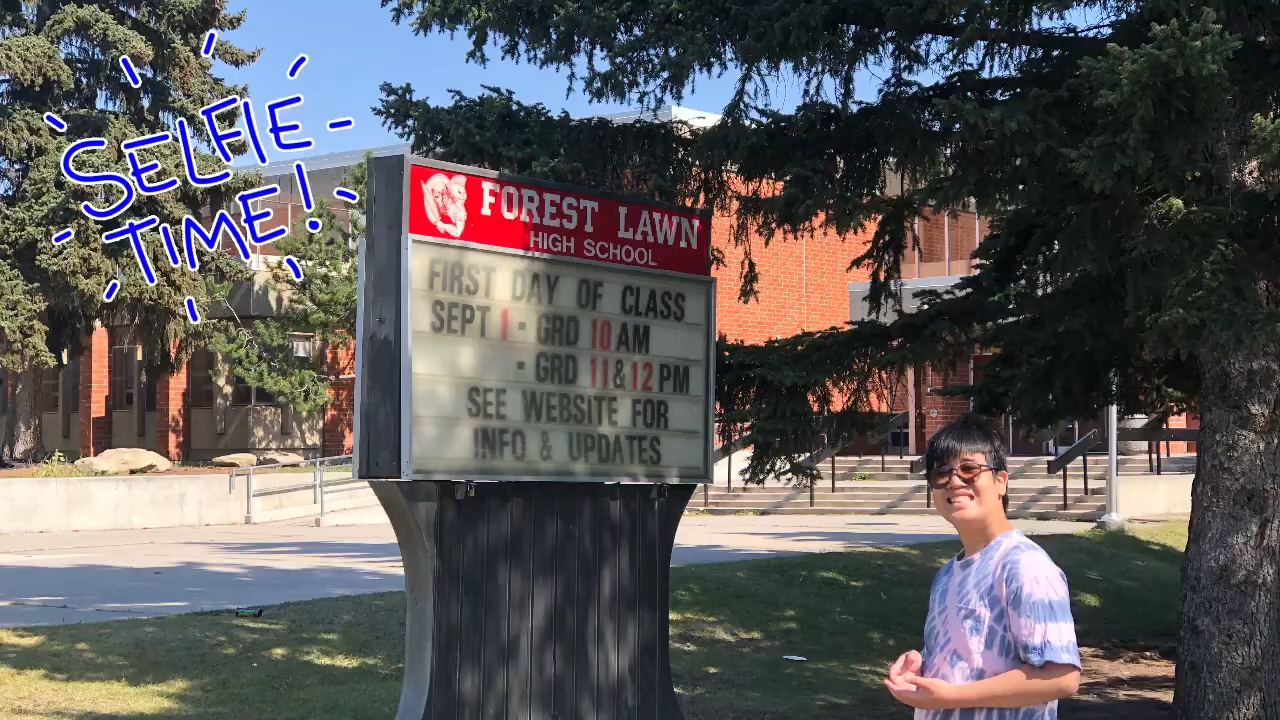 SELFIE
TIME!
FOREST LAWN
HIGH SCHOOL
FIRST DAY OF CLASS
SEPT 1 - GRD 10 AM
- GRD 11 & 12 PM
SEE WEBSITE FOR
INFO & UPDATES